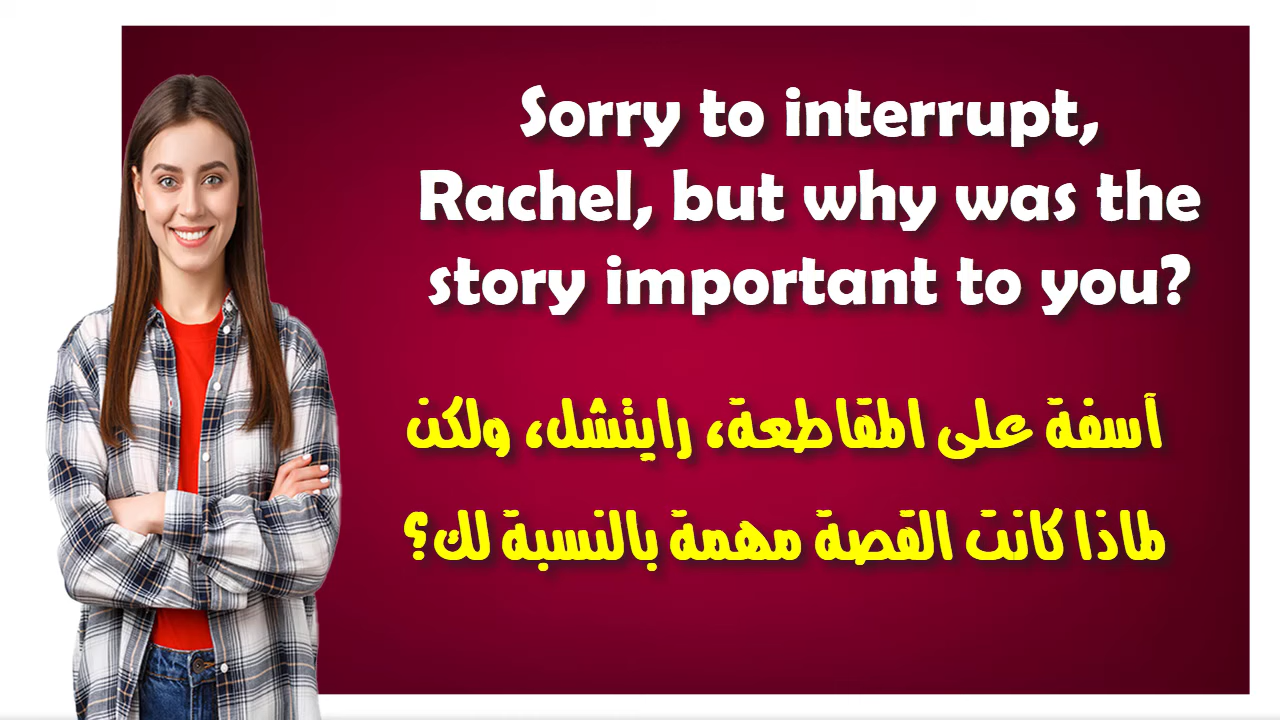 Sorry to interrupt,
Rachel, but why was the
story important to you?
آسفة على المقاطعة، رايتشل، ولكن
لماذا كانت القصة مهمة بالنسبة لك؟